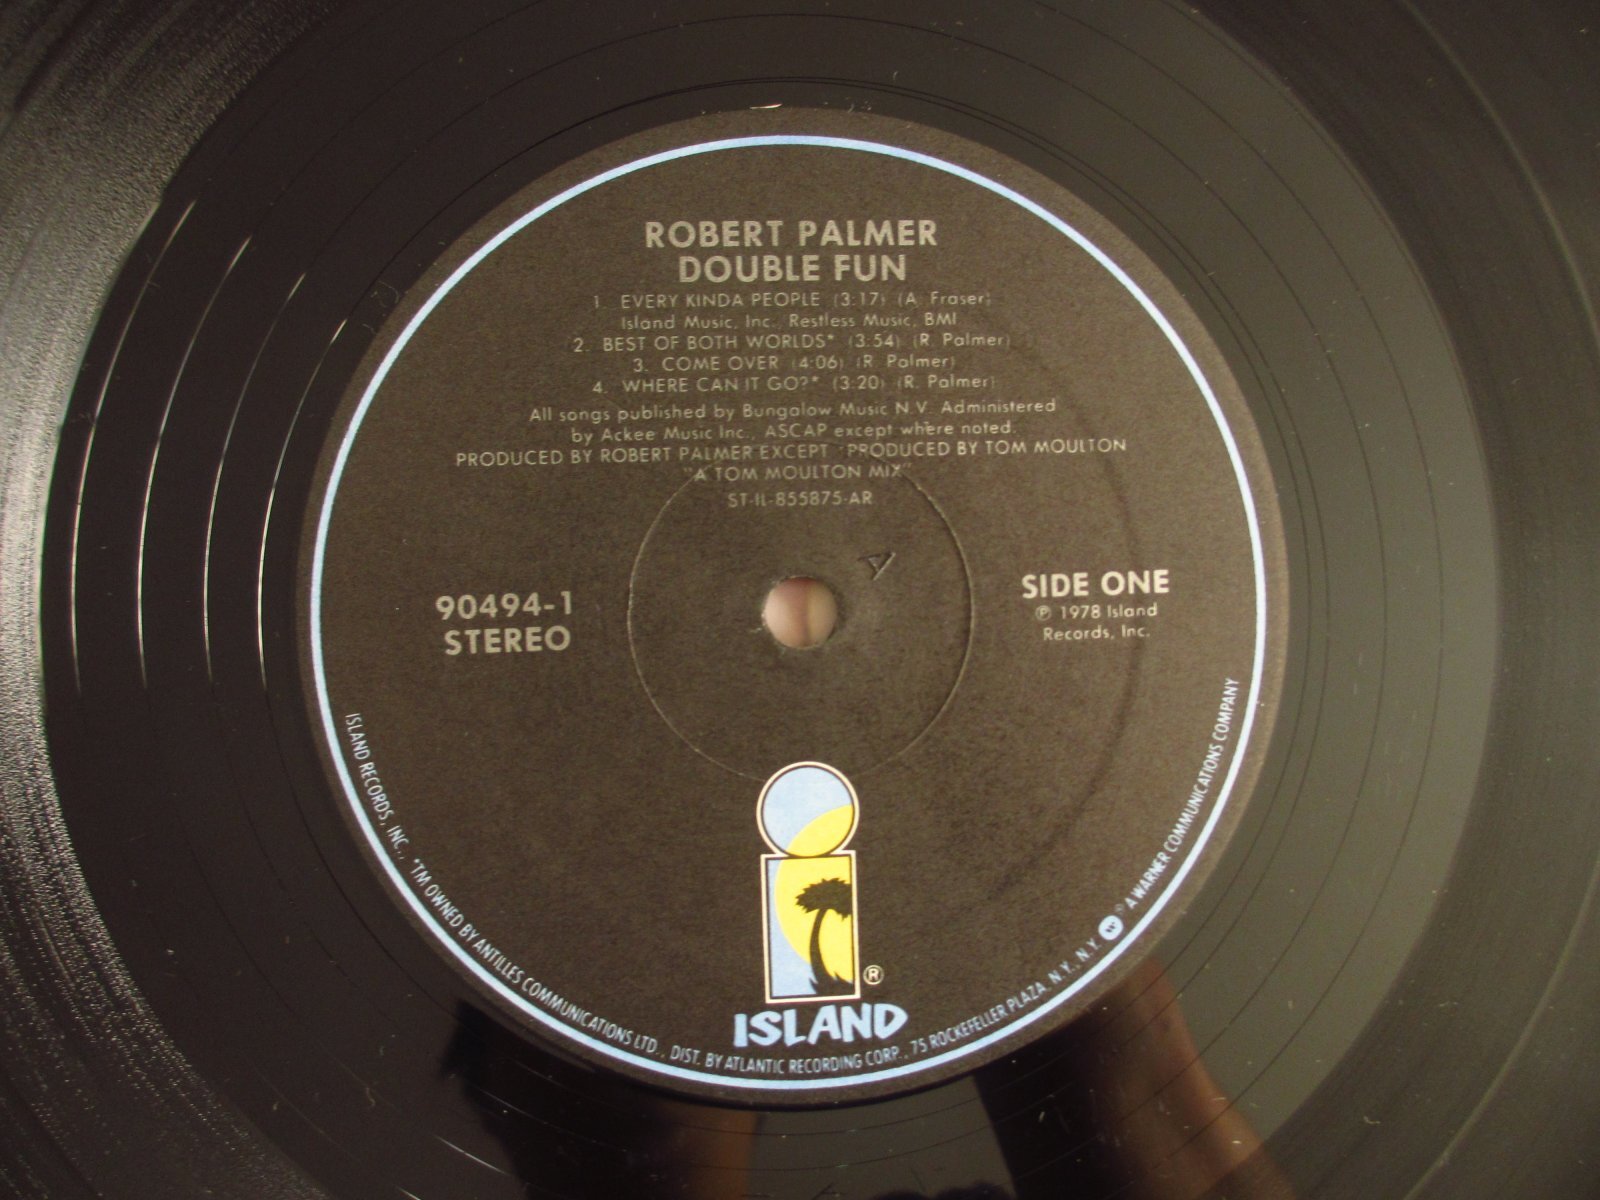 ROBERT PALMER
DOUBLE FUN
1. EVERY KINDA PEOPLE (3:17) (A. Fraser)
Island Music, Inc., Restless Music, BMI
2. BEST OF BOTH WORLDS* (3:54) (R. Palmer)
3. COME OVER (4:06) (R. Palmer)
4. WHERE CAN IT GO?* (3:20) (R. Palmer)
All songs published by Bungalow Music N.V. Administered
by Ackee Music Inc., ASCAP except where noted.
PRODUCED BY ROBERT PALMER EXCEPT *PRODUCED BY TOM MOULTON
"A TOM MOULTON MIX"
ST-IL-855875-AR
A
90494-1
STEREO
SIDE ONE
℗ 1978 Island
Records, Inc.
®
ISLAND
ISLAND RECORDS, INC., *TM OWNED BY ANTILLES COMMUNICATIONS LTD., DIST. BY ATLANTIC RECORDING CORP., 75 ROCKEFELLER PLAZA, N.Y., N.Y. W ® A WARNER COMMUNICATIONS COMPANY